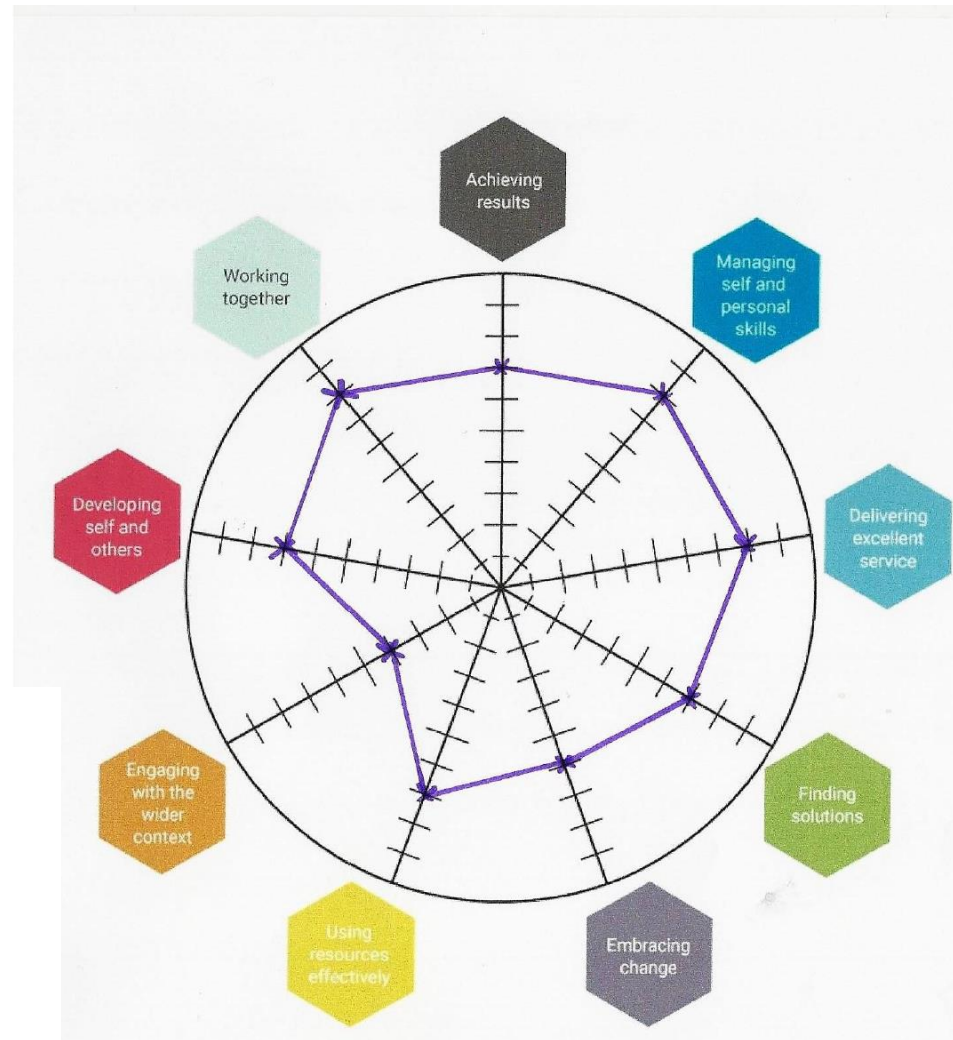 Achieving
results
Managing
self and
personal
skills
Delivering
excellent
service
Finding
solutions
Embracing
change
Using
resources
effectively
Engaging
with the
wider
context
Developing
self and
others
Working
together